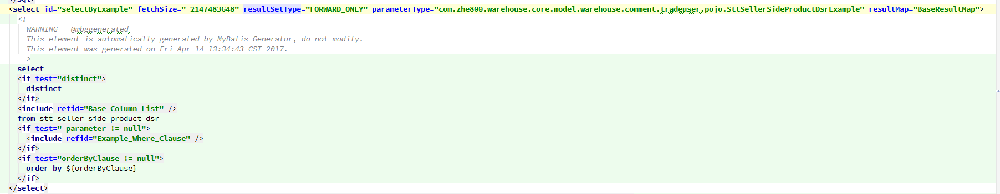 <select id="selectByExample" fetchSize="-2147483648" resultSetType="FORWARD_ONLY" parameterType="com.zhe800.warehouse.core.model.warehouse.comment.tradeuser.pojo.SttSellerSideProductDsrExample" resultMap="BaseResultMap">
<!--
WARNING - @mbggenerated
This element is automatically generated by MyBatis Generator, do not modify.
This element was generated on Fri Apr 14 13:34:43 CST 2017.
-->
select
<if test="distinct">
distinct
</if>
<include refid="Base_Column_List" />
from stt_seller_side_product_dsr
<if test="_parameter != null">
<include refid="Example_Where_Clause" />
</if>
<if test="orderByClause != null">
order by ${orderByClause}
</if>
</select>